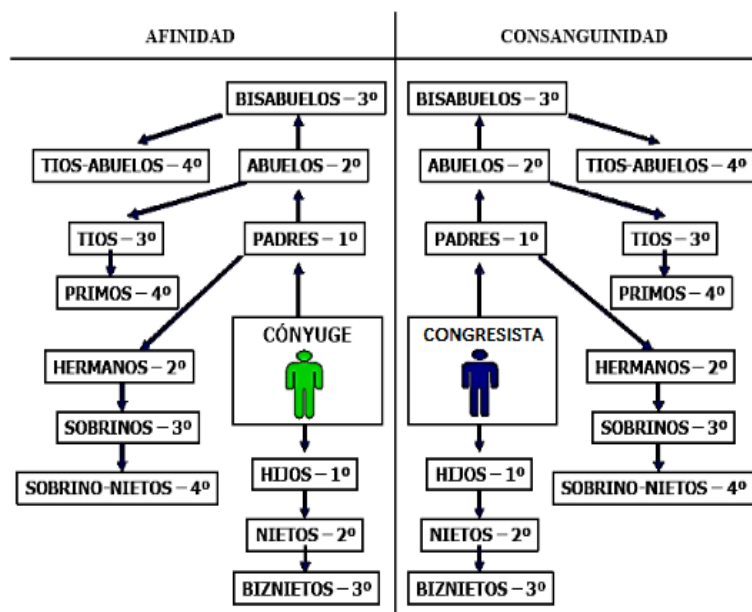 AFINIDAD
CONSANGUINIDAD
BISABUELOS – 3º
BISABUELOS – 3º
TIOS-ABUELOS – 4º
ABUELOS – 2º
ABUELOS – 2º
TIOS-ABUELOS – 4º
TIOS – 3º
PADRES – 1º
PADRES – 1º
TIOS – 3º
PRIMOS – 4º
PRIMOS – 4º
CÓNYUGE
CONGRESISTA
HERMANOS – 2º
HERMANOS – 2º
SOBRINOS – 3º
SOBRINOS – 3º
HIJOS – 1º
HIJOS – 1º
SOBRINO-NIETOS – 4º
SOBRINO-NIETOS – 4º
NIETOS – 2º
NIETOS – 2º
BIZNIETOS – 3º
BIZNIETOS – 3º